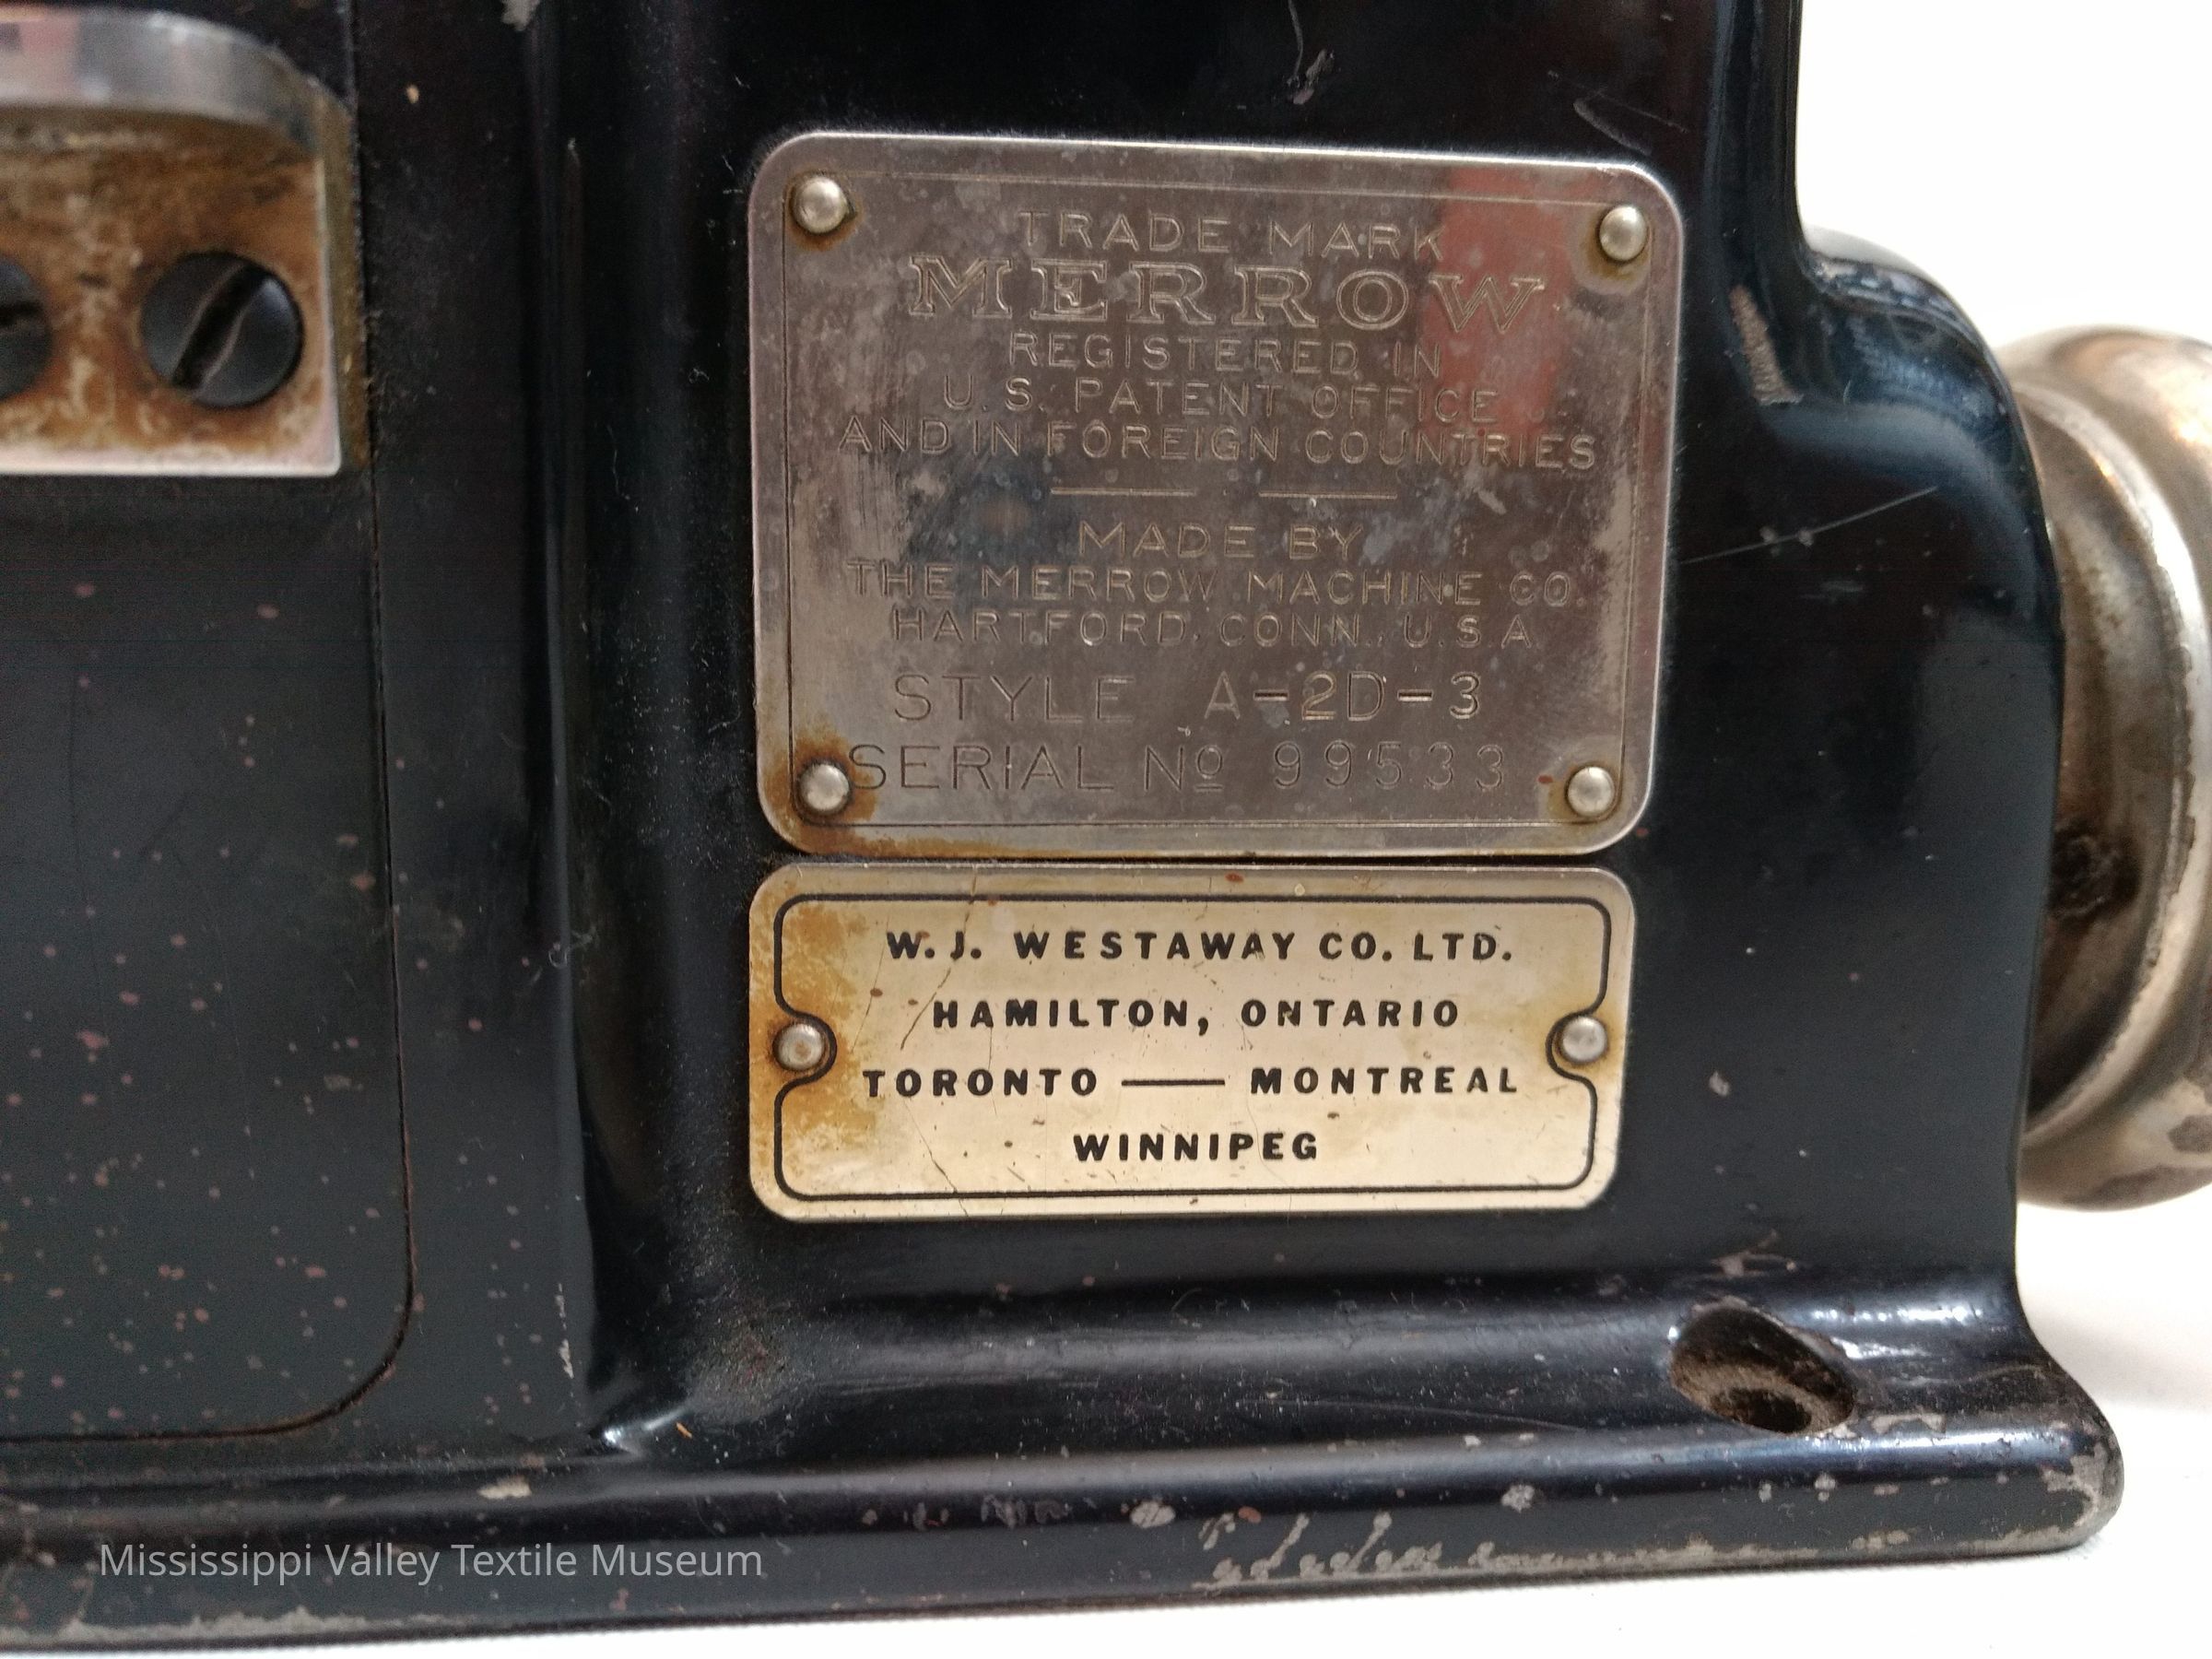 TRADE MARK
MERROW
REGISTERED IN
U.S. PATENT OFFICE
AND IN FOREIGN COUNTRIES
MADE BY
THE MERROW MACHINE CO.
HARTFORD, CONN., U.S.A.
STYLE A-2D-3
SERIAL No 99533
W. J. WESTAWAY CO. LTD.
HAMILTON, ONTARIO
TORONTO — MONTREAL
WINNIPEG
Mississippi Valley Textile Museum